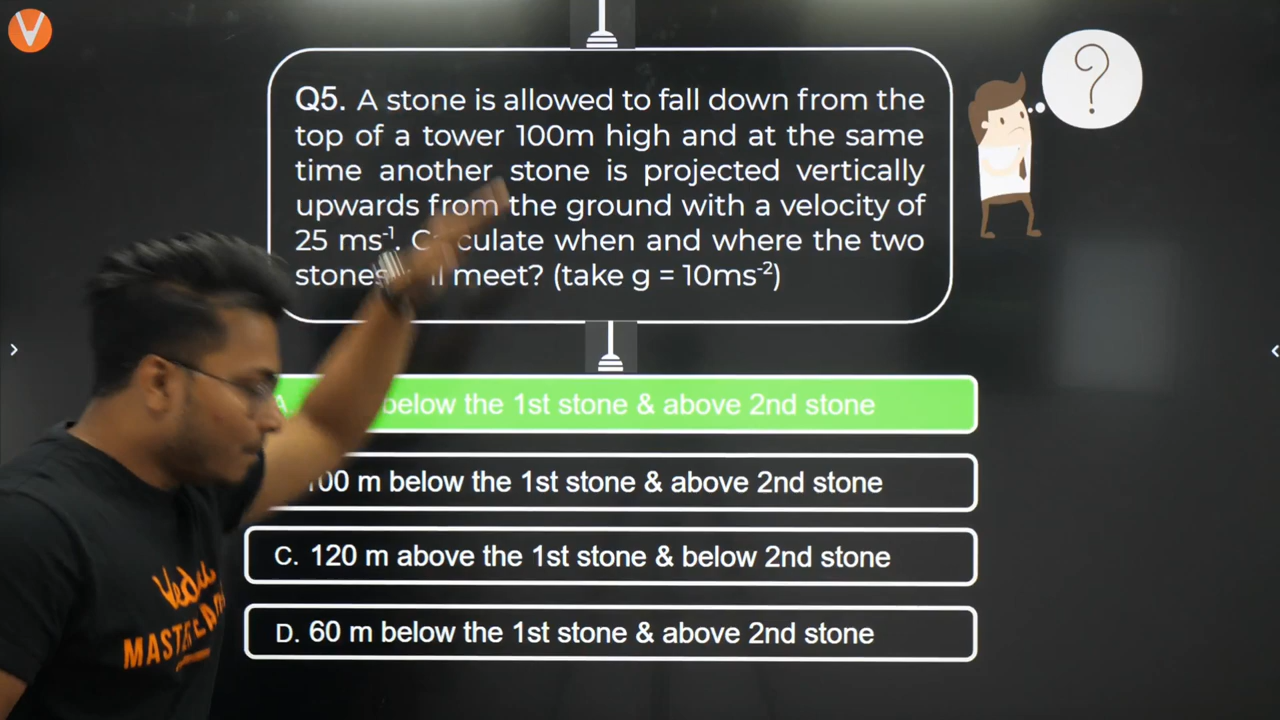 Q5. A stone is allowed to fall down from the
top of a tower 100m high and at the same
time another stone is projected vertically
upwards from the ground with a velocity of
25 ms-1. the two
culate when and where the two
stones meet? (take g = 10ms-2)
below the 1st stone & above 2nd stone
100 m below the 1st stone & above 2nd stone
C. 120 m above the 1st stone & below 2nd stone
D. 60 m below the 1st stone & above 2nd stone
?